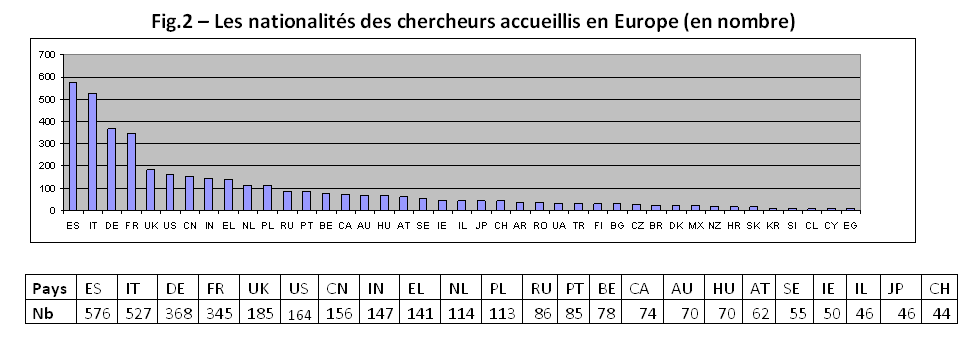 Fig.2 – Les nationalités des chercheurs accueillis en Europe (en nombre)
700
600
500
400
300
200
100
0
ES IT DE FR UK US CN IN EL NL PL RU PT BE CA AU HU AT SE IE IL JP CH AR RO UA TR FI BG CZ BR DK MX NZ HR SK KR SI CL CY EG
Pays ES IT DE FR UK US CN IN EL NL PL RU PT BE CA AU HU AT SE IE IL JP CH
Nb 576 527 368 345 185 164 156 147 141 114 113 86 85 78 74 70 70 62 55 50 46 46 44